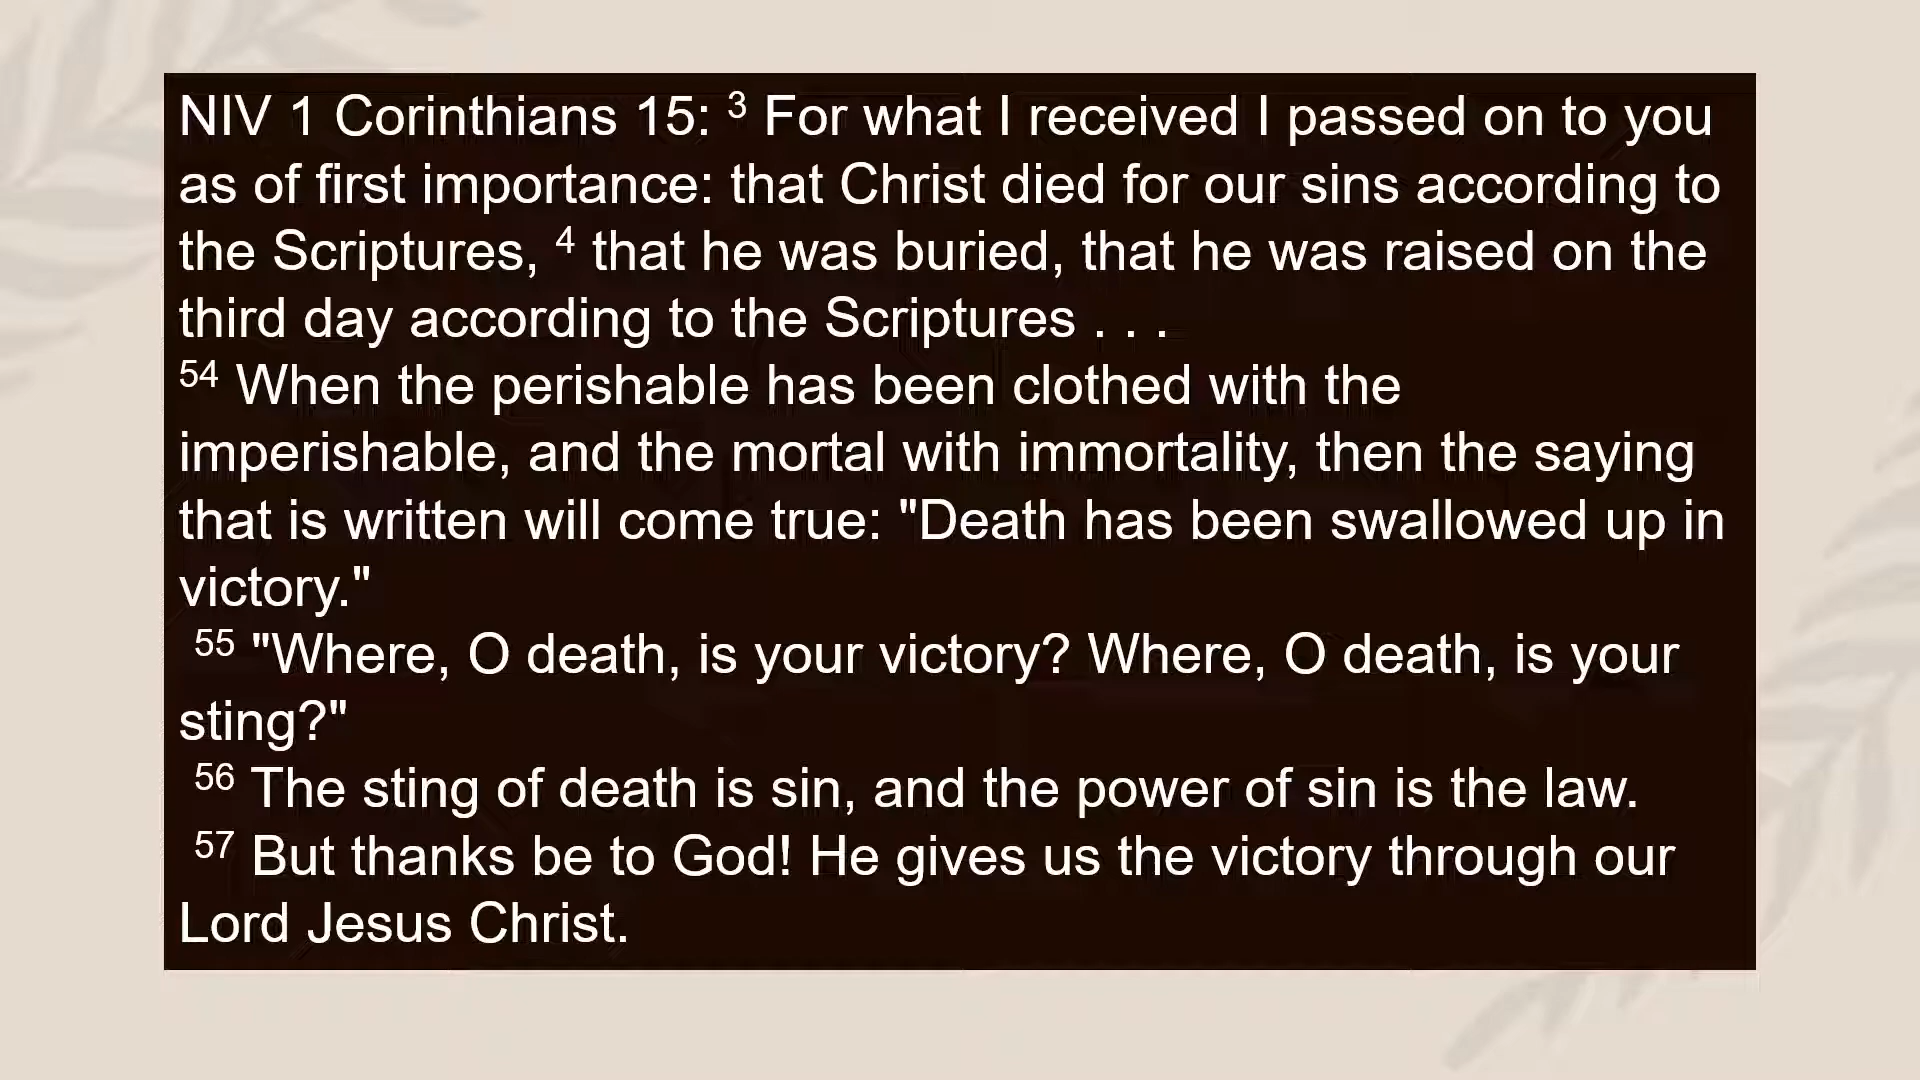 NIV 1 Corinthians 15: 3 For what I received I passed on to you
as of first importance: that Christ died for our sins according to
the Scriptures, 4 that he was buried, that he was raised on the
third day according to the Scriptures . . .
54 When the perishable has been clothed with the
imperishable, and the mortal with immortality, then the saying
that is written will come true: "Death has been swallowed up in
victory."
55 "Where, O death, is your victory? Where, O death, is your
sting?"
56 The sting of death is sin, and the power of sin is the law.
57 But thanks be to God! He gives us the victory through our
Lord Jesus Christ.